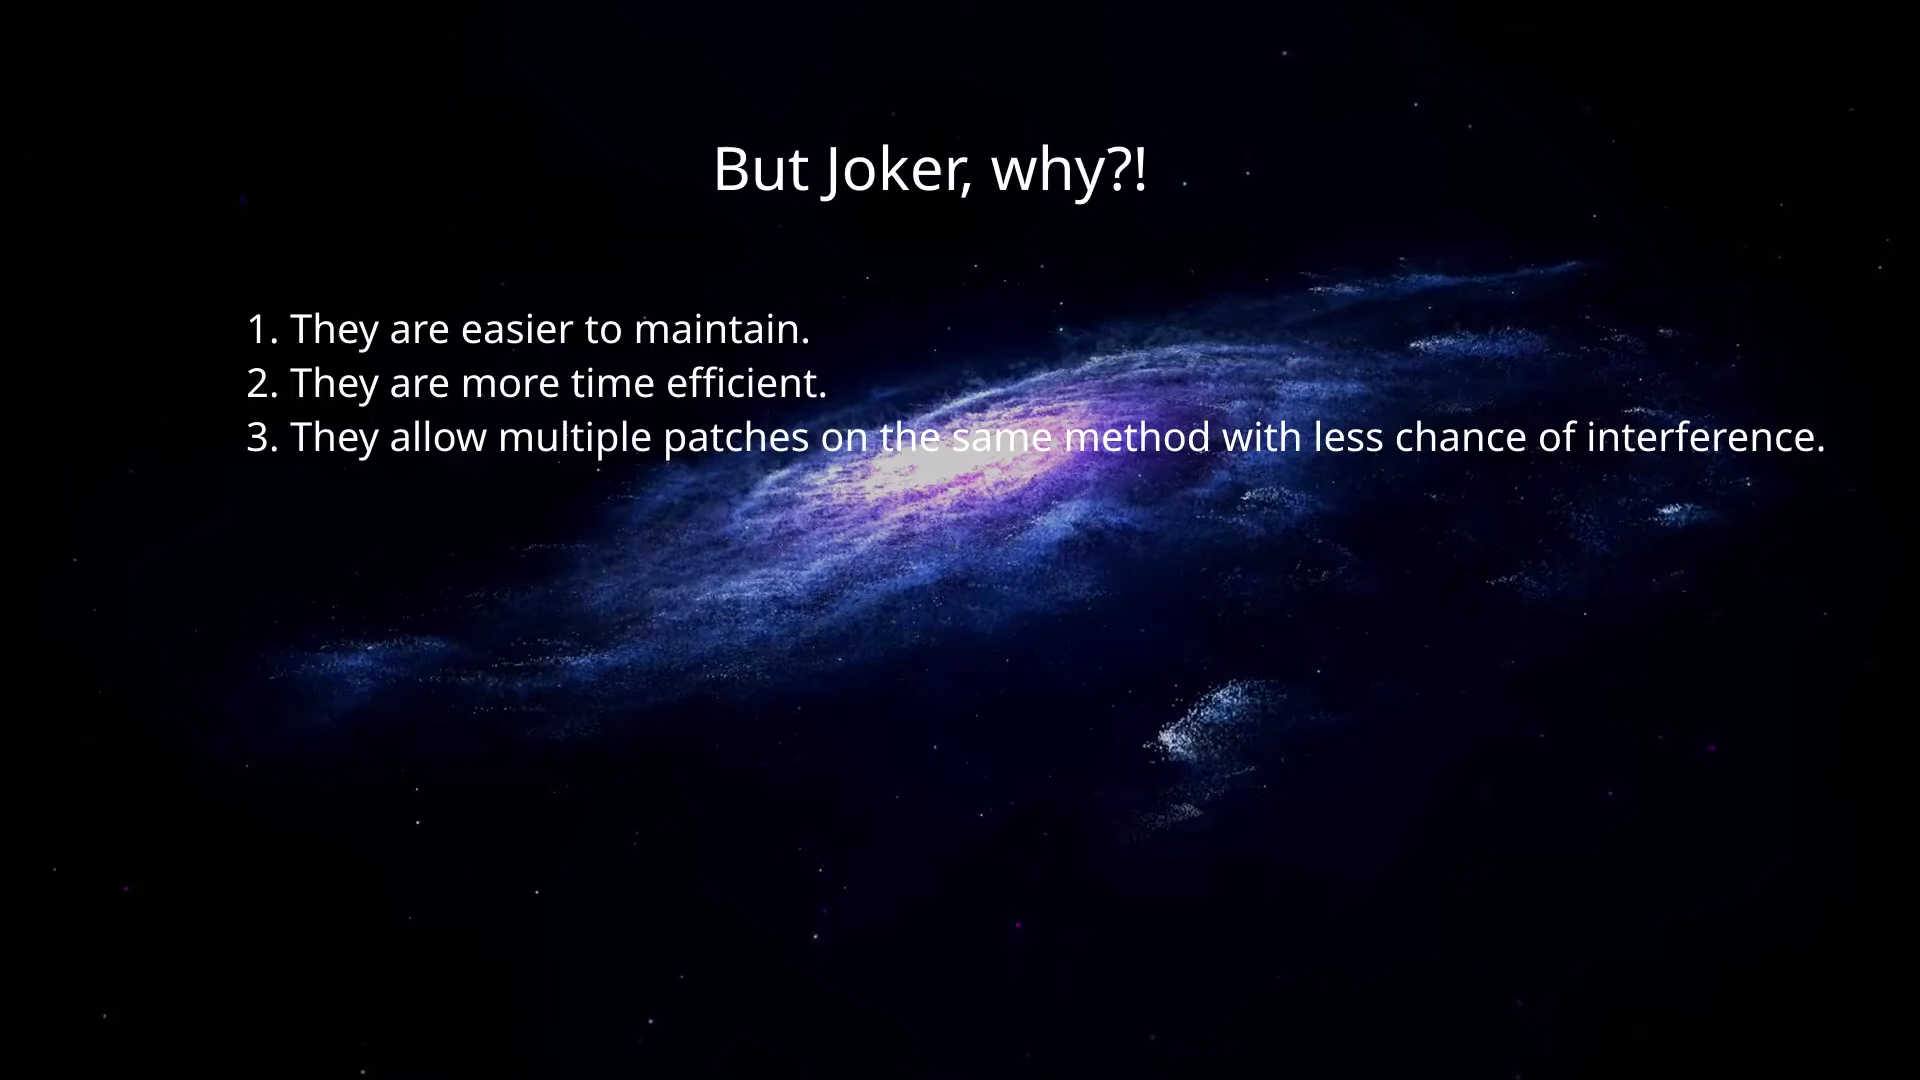 But Joker, why?!
1. They are easier to maintain.
2. They are more time efficient.
3. They allow multiple patches on the same method with less chance of interference.